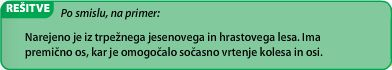 REŠITVE
Po smislu, na primer:
Narejeno je iz trpežnega jesenovega in hrastovega lesa. Ima
premično os, kar je omogočalo sočasno vrtenje kolesa in osi.